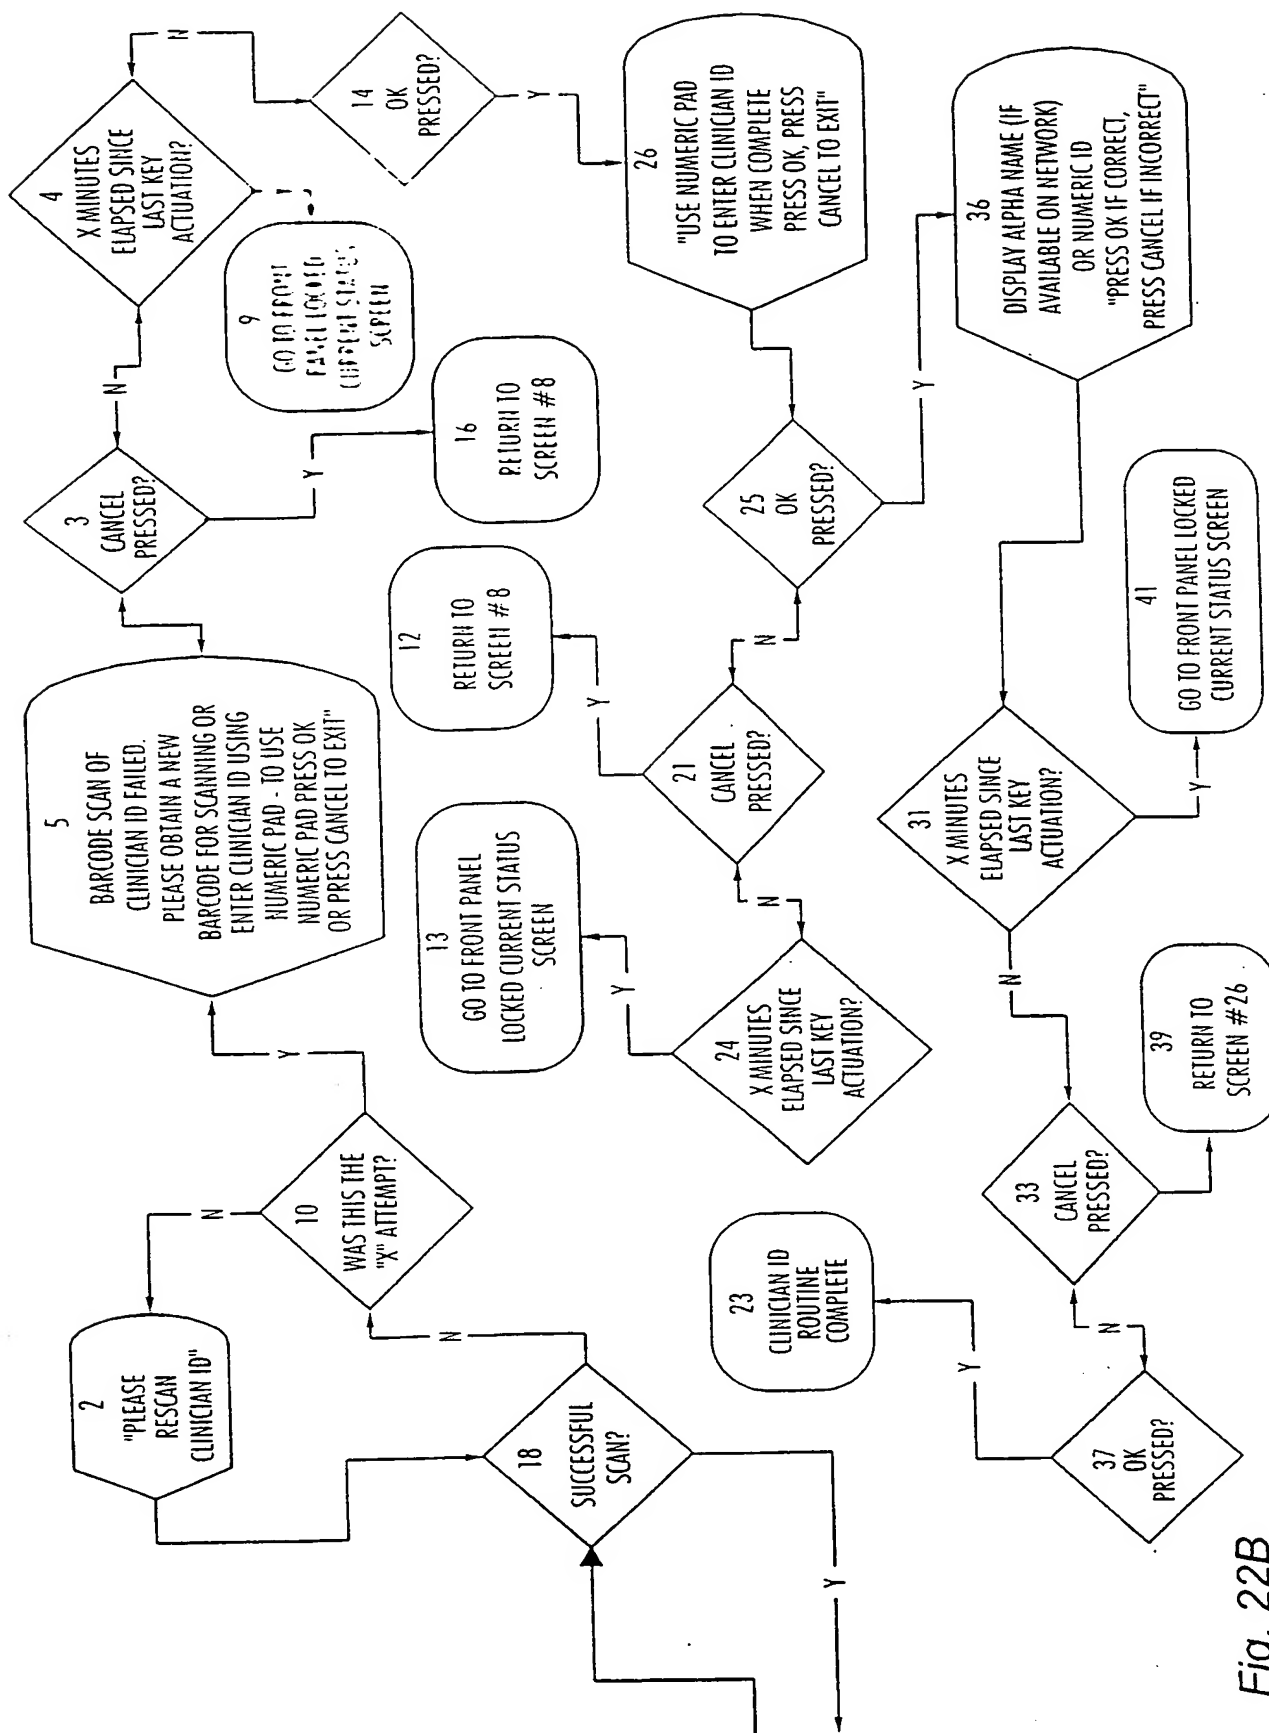 2
"PLEASE
RESCAN
CLINICIAN ID"
N
10
WAS THIS THE
"X" ATTEMPT?
Y
5
BARCODE SCAN OF
CLINICIAN ID FAILED.
PLEASE OBTAIN A NEW
BARCODE FOR SCANNING OR
ENTER CLINICIAN ID USING
NUMERIC PAD - TO USE
NUMERIC PAD PRESS OK
OR PRESS CANCEL TO EXIT"
3
CANCEL
PRESSED?
N
Y
4
X MINUTES
ELAPSED SINCE
LAST KEY
ACTUATION?
N
9
GO TO FRONT
PANEL LOCKED
CURRENT STATUS
SCREEN
16
RETURN TO
SCREEN #8
14
OK
PRESSED?
Y
18
SUCCESSFUL
SCAN?
N
Y
13
GO TO FRONT PANEL
LOCKED CURRENT STATUS
SCREEN
Y
12
RETURN TO
SCREEN #8
Y
24
X MINUTES
ELAPSED SINCE
LAST KEY
ACTUATION?
N
21
CANCEL
PRESSED?
N
25
OK
PRESSED?
Y
26
"USE NUMERIC PAD
TO ENTER CLINICIAN ID
WHEN COMPLETE
PRESS OK, PRESS
CANCEL TO EXIT"
23
CLINICIAN ID
ROUTINE
COMPLETE
Y
37
OK
PRESSED?
N
33
CANCEL
PRESSED?
N
39
RETURN TO
SCREEN #26
31
X MINUTES
ELAPSED SINCE
LAST KEY
ACTUATION?
Y
41
GO TO FRONT PANEL LOCKED
CURRENT STATUS SCREEN
36
DISPLAY ALPHA NAME (IF
AVAILABLE ON NETWORK)
OR NUMERIC ID
"PRESS OK IF CORRECT,
PRESS CANCEL IF INCORRECT"
Fig. 22B